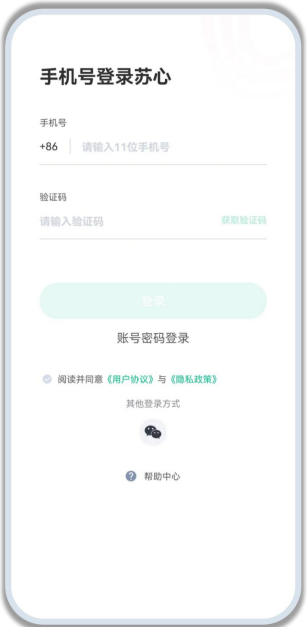 手机号登录苏心
手机号
+86 请输入11位手机号
验证码
请输入验证码 获取验证码
登录
账号密码登录
阅读并同意《用户协议》与《隐私政策》
其他登录方式
? 帮助中心